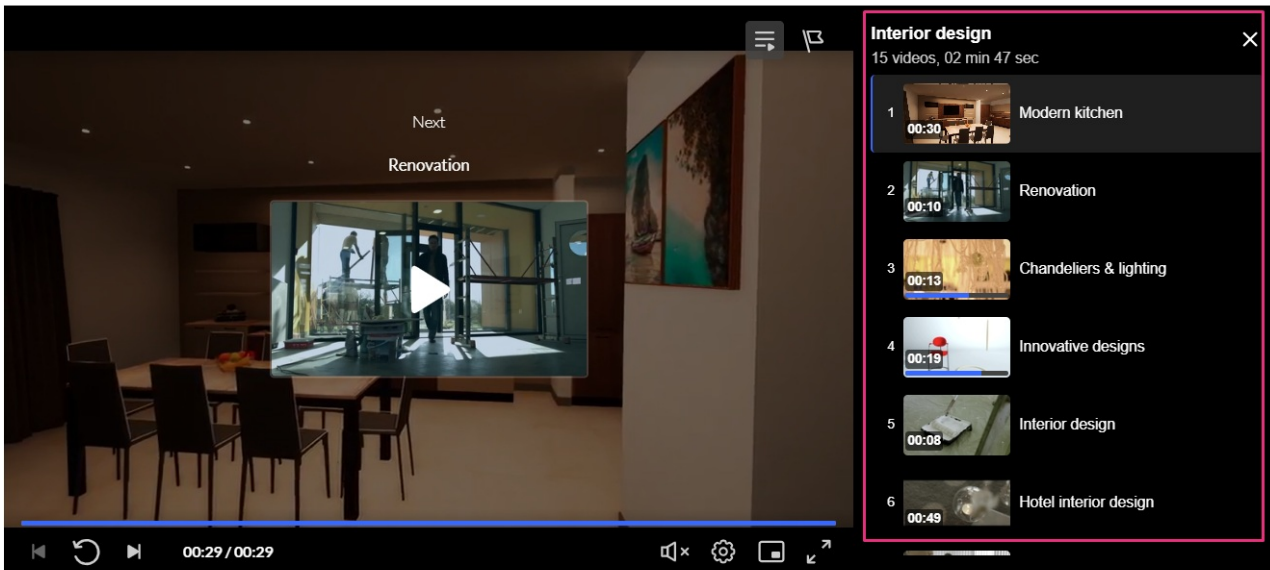 Next
Renovation
00:29 / 00:29
Interior design
15 videos, 02 min 47 sec
1
00:30
Modern kitchen
2
00:10
Renovation
3
00:13
Chandeliers & lighting
4
00:19
Innovative designs
5
00:08
Interior design
6
00:49
Hotel interior design